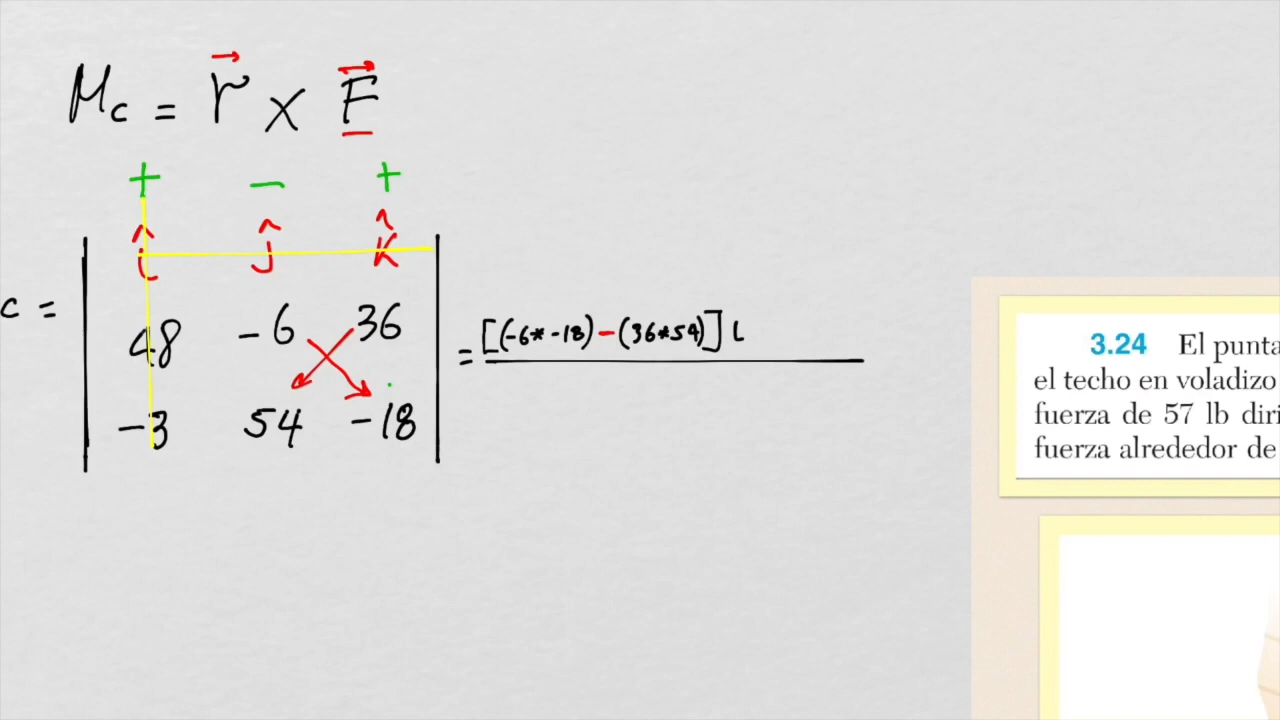 Mc = r⃗ x F⃗
+ - +
î ĵ k̂
c =
48 -6 36
-3 54 -18
= [(-6*-18)-(36*54)] i
3.24 El punta
el techo en voladizo
fuerza de 57 lb diri
fuerza alrededor de